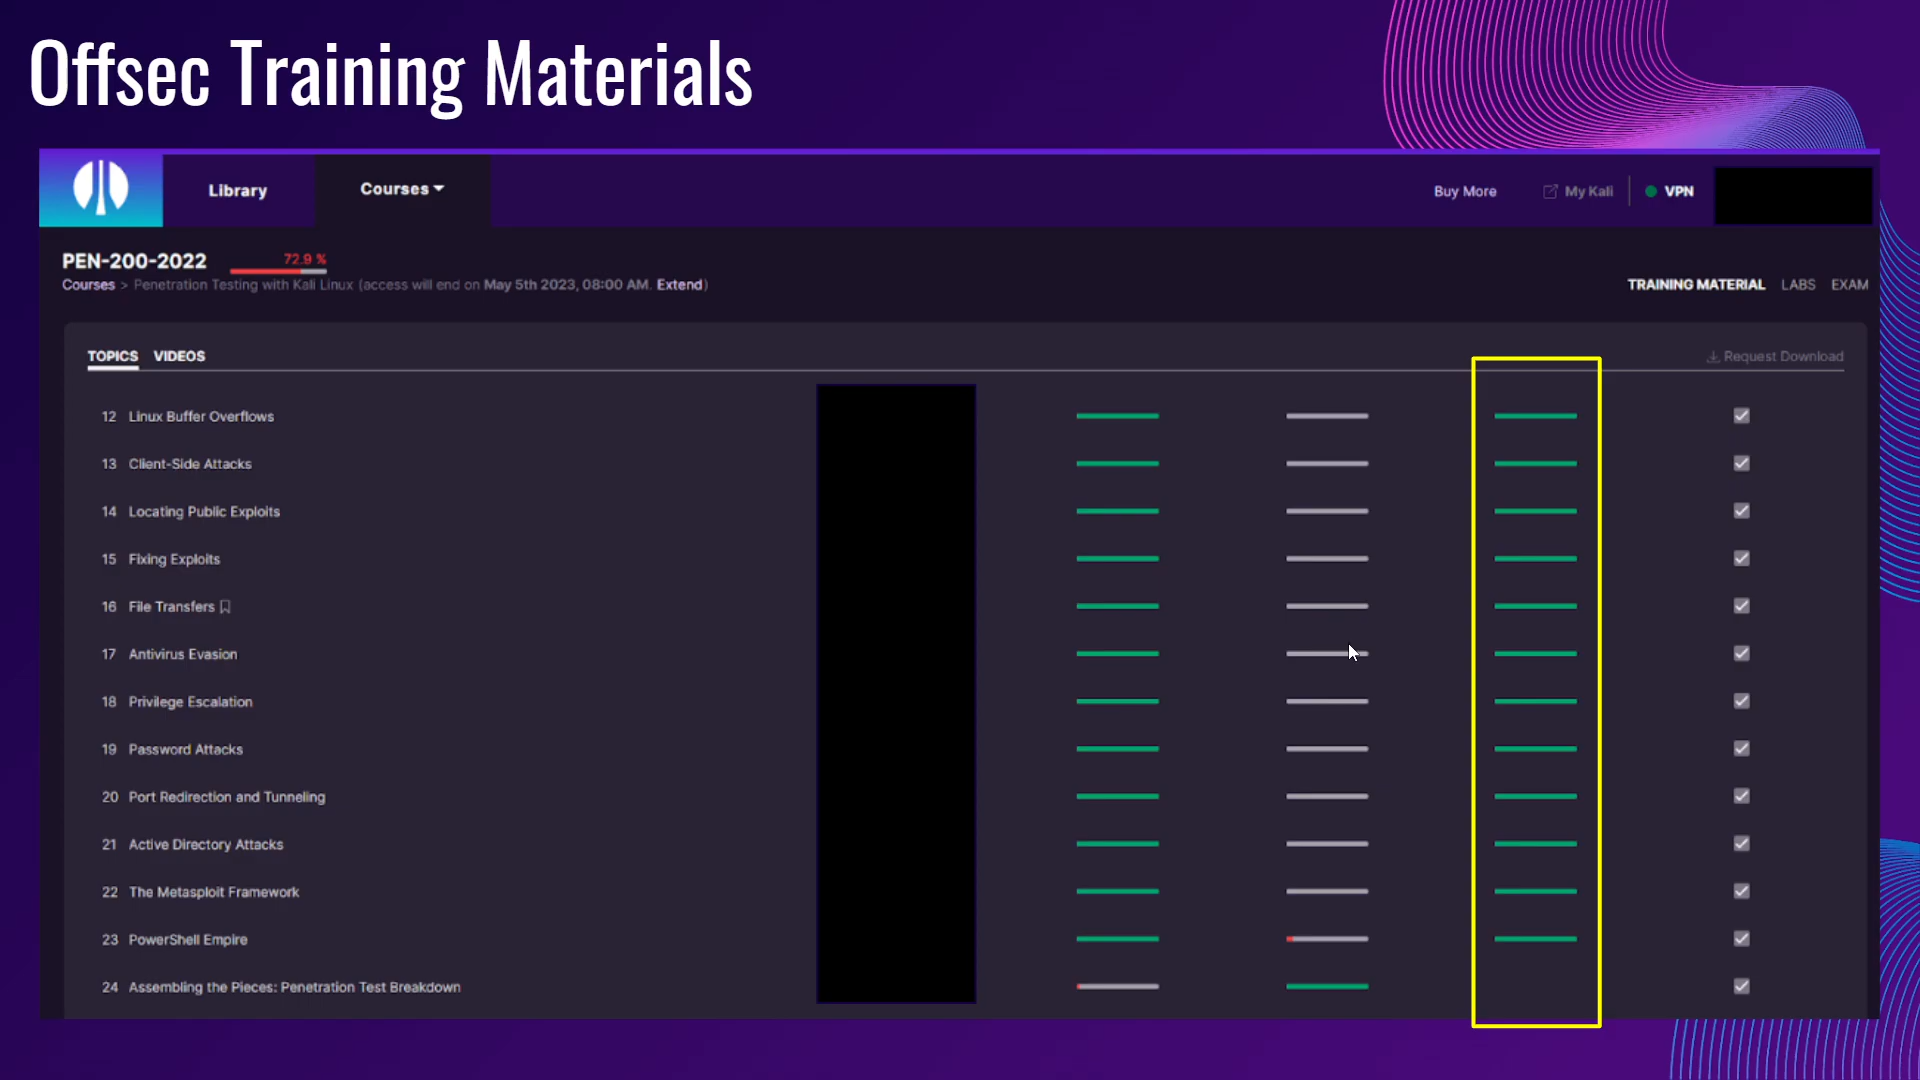 Offsec Training Materials
Library
Courses
Buy More
My Kali
VPN
PEN-200-2022
72.9 %
Courses > Penetration Testing with Kali Linux (access will end on May 5th 2023, 08:00 AM. Extend)
TRAINING MATERIAL LABS EXAM
TOPICS VIDEOS
Request Download
12 Linux Buffer Overflows
13 Client-Side Attacks
14 Locating Public Exploits
15 Fixing Exploits
16 File Transfers
17 Antivirus Evasion
18 Privilege Escalation
19 Password Attacks
20 Port Redirection and Tunneling
21 Active Directory Attacks
22 The Metasploit Framework
23 PowerShell Empire
24 Assembling the Pieces: Penetration Test Breakdown